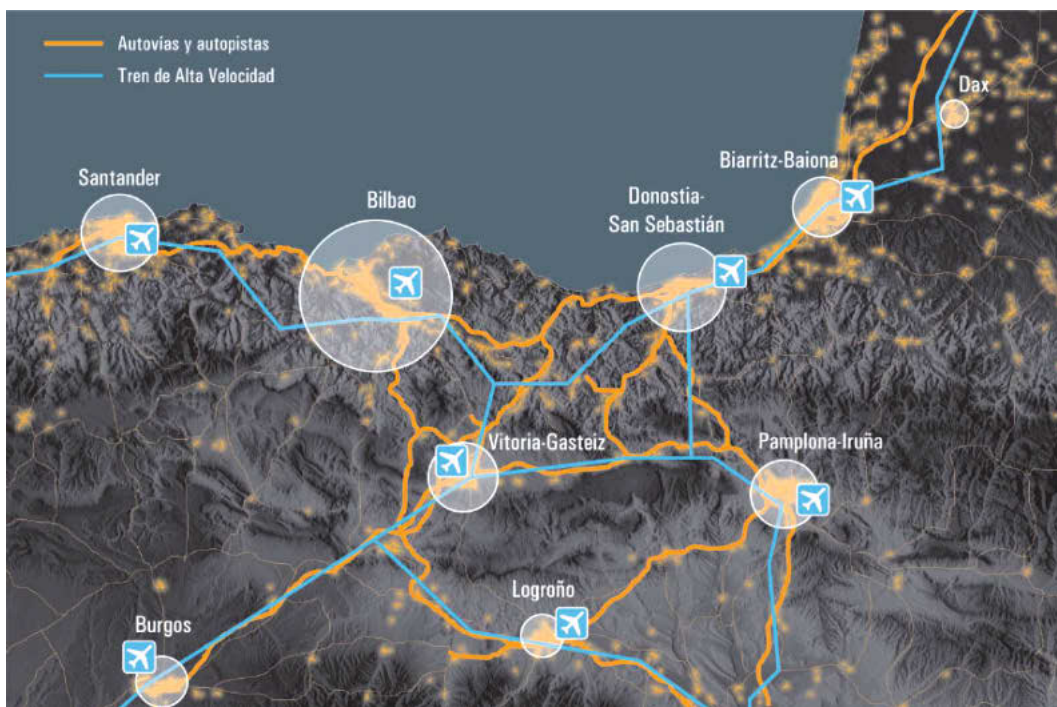 Autovías y autopistas
Tren de Alta Velocidad
Dax
Biarritz-Baiona
Santander
Bilbao
Donostia-
San Sebastián
Vitoria-Gasteiz
Pamplona-Iruña
Logroño
Burgos